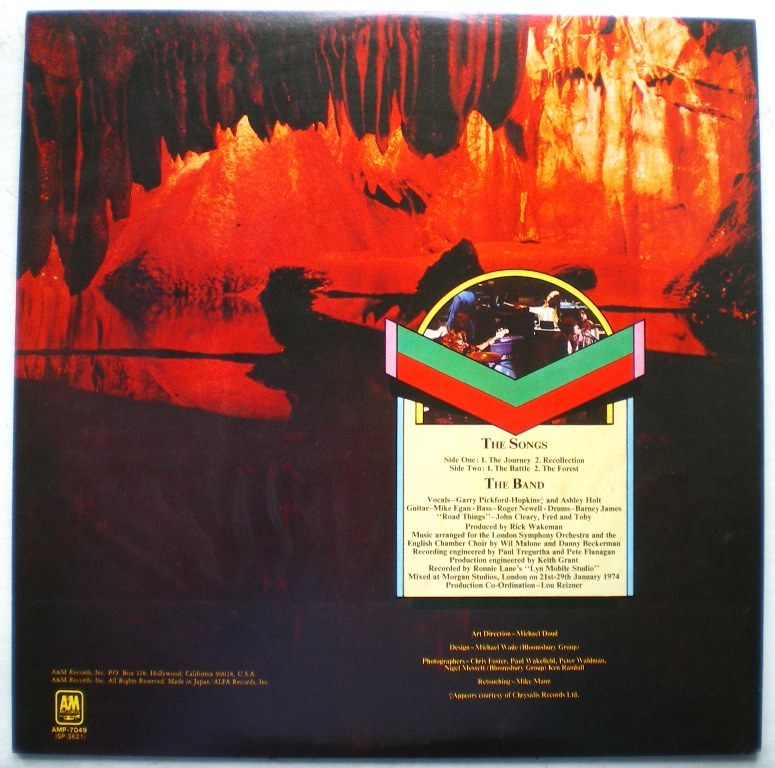 THE SONGS
Side One: 1. The Journey 2. Recollection
Side Two: 1. The Battle 2. The Forest
THE BAND
Vocals–Garry Pickford-Hopkins† and Ashley Holt
Guitar–Mike Egan · Bass–Roger Newell · Drums–Barney James
"Road Things"–John Cleary, Fred and Toby
Produced by Rick Wakeman
Music arranged for the London Symphony Orchestra and the
English Chamber Choir by Wil Malone and Danny Beckerman
Recording engineered by Paul Tregurtha and Pete Flanagan
Production engineered by Keith Grant
Recorded by Ronnie Lane's "Lyn Mobile Studio"
Mixed at Morgan Studios, London on 21st-29th January 1974
Production Co-Ordination–Lou Reizner
Art Direction–Michael Doud
Design–Michael Wade (Bloomsbury Group)
Photographers–Chris Foster, Paul Wakefield, Peter Waldman,
Nigel Messett (Bloomsbury Group) Ken Randall
Retouching–Mike Mann
†Appears courtesy of Chrysalis Records Ltd.
A&M Records, Inc. P.O. Box 118, Hollywood, California 90028, U.S.A.
A&M Records, Inc. All Rights Reserved. Made in Japan: ALFA Records, Inc.
A&M
RECORDS
AMP-7049
(SP-3621)